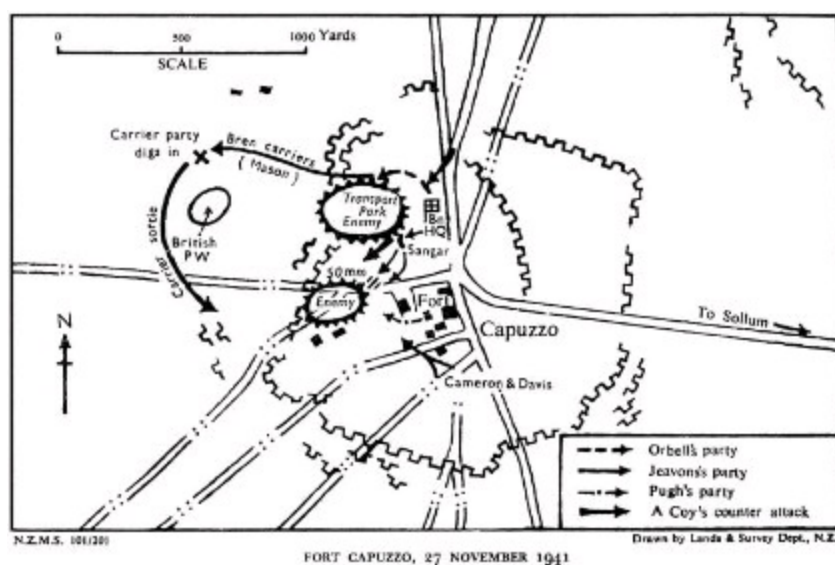 0 500 1000 Yards
SCALE
Carrier party
digs in
Bren carriers
( Mason )
Transport
Park
Enemy
Bn
HQ
British
PW
Carrier sortie
Sangar
50mm
Enemy
Fort
Capuzzo
To Sollum
N
Cameron & Davis
Orbell's party
Jeavons's party
Pugh's party
A Coy's counter attack
N.Z.M.S. 101/201
Drawn by Lands & Survey Dept., N.Z.
FORT CAPUZZO, 27 NOVEMBER 1941